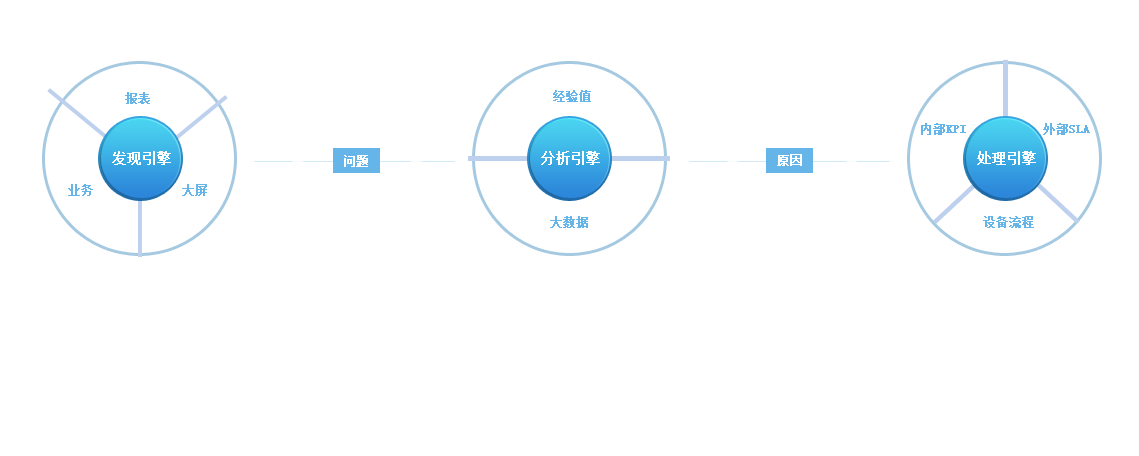 报表
发现引擎
业务
大屏
问题
经验值
分析引擎
大数据
原因
内部KPI
外部SLA
处理引擎
设备流程